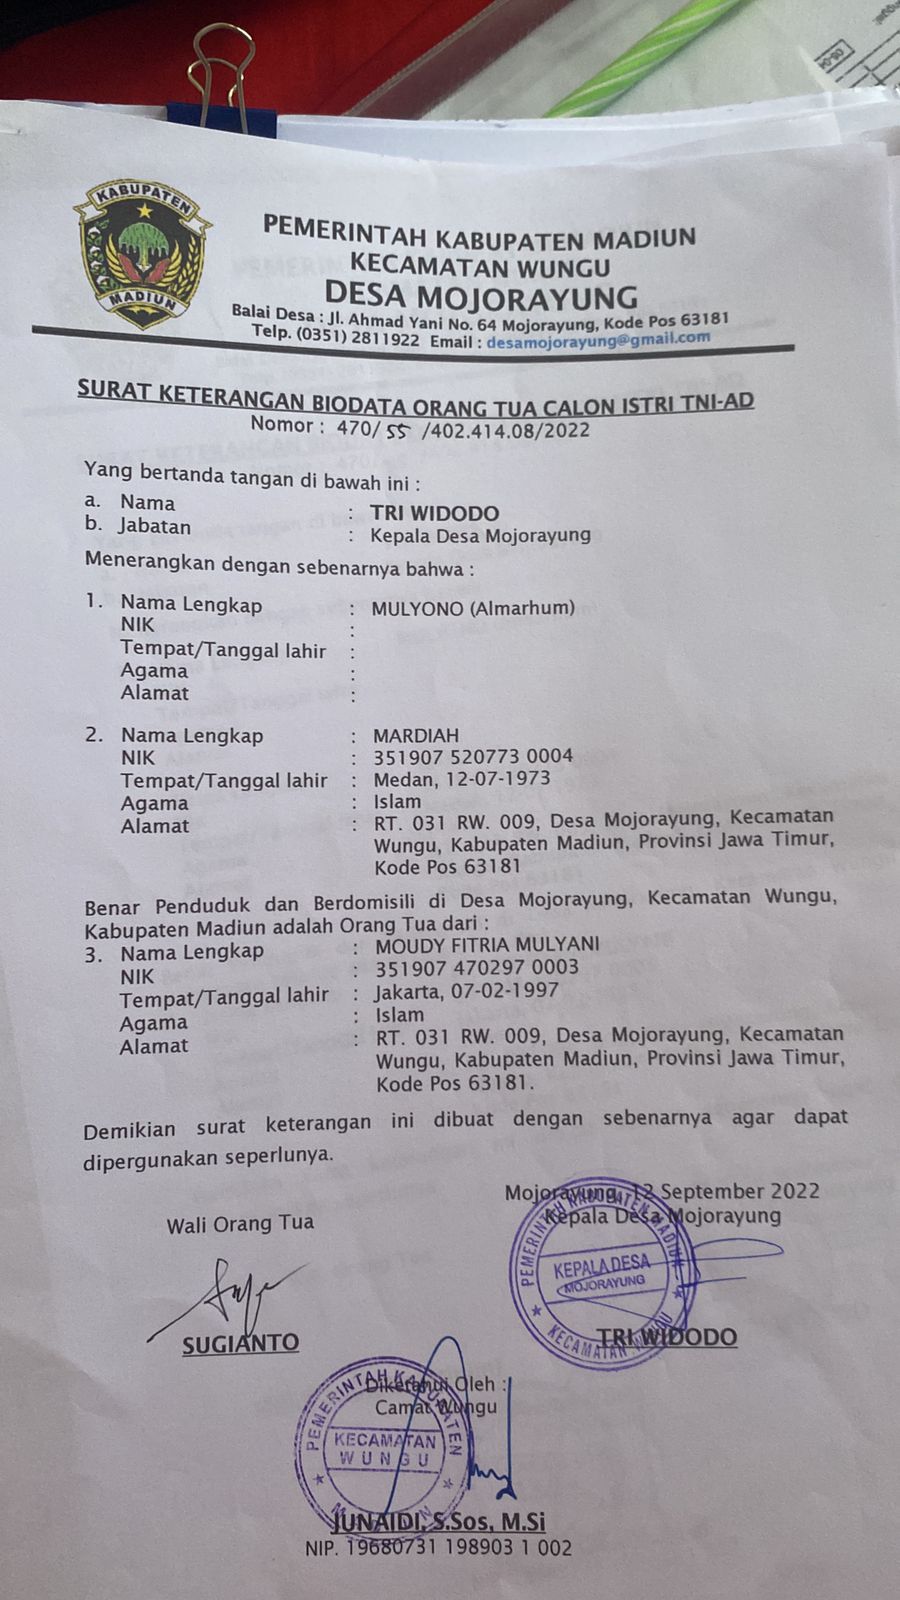 KABUPATEN
MADIUN
PEMERINTAH KABUPATEN MADIUN
KECAMATAN WUNGU
DESA MOJORAYUNG
Balai Desa : Jl. Ahmad Yani No. 64 Mojorayung, Kode Pos 63181
Telp. (0351) 2811922 Email : desamojorayung@gmail.com
SURAT KETERANGAN BIODATA ORANG TUA CALON ISTRI TNI-AD
Nomor : 470/ 55 /402.414.08/2022
Yang bertanda tangan di bawah ini :
a. Nama : TRI WIDODO
b. Jabatan : Kepala Desa Mojorayung
Menerangkan dengan sebenarnya bahwa :
1. Nama Lengkap : MULYONO (Almarhum)
NIK :
Tempat/Tanggal lahir :
Agama :
Alamat :
2. Nama Lengkap : MARDIAH
NIK : 351907 520773 0004
Tempat/Tanggal lahir : Medan, 12-07-1973
Agama : Islam
Alamat : RT. 031 RW. 009, Desa Mojorayung, Kecamatan
Wungu, Kabupaten Madiun, Provinsi Jawa Timur,
Kode Pos 63181
Benar Penduduk dan Berdomisili di Desa Mojorayung, Kecamatan Wungu,
Kabupaten Madiun adalah Orang Tua dari :
3. Nama Lengkap : MOUDY FITRIA MULYANI
NIK : 351907 470297 0003
Tempat/Tanggal lahir : Jakarta, 07-02-1997
Agama : Islam
Alamat : RT. 031 RW. 009, Desa Mojorayung, Kecamatan
Wungu, Kabupaten Madiun, Provinsi Jawa Timur,
Kode Pos 63181.
Demikian surat keterangan ini dibuat dengan sebenarnya agar dapat
dipergunakan seperlunya.
Mojorayung, 12 September 2022
Wali Orang Tua
Kepala Desa Mojorayung
PEMERINTAH KABUPATEN MADIUN
KEPALA DESA
MOJORAYUNG
KECAMATAN WUNGU
SUGIANTO
TRI WIDODO
Diketahui Oleh :
Camat Wungu
PEMERINTAH KABUPATEN
KECAMATAN
WUNGU
MADIUN
JUNAIDI, S.Sos, M.Si
NIP. 19680731 198903 1 002